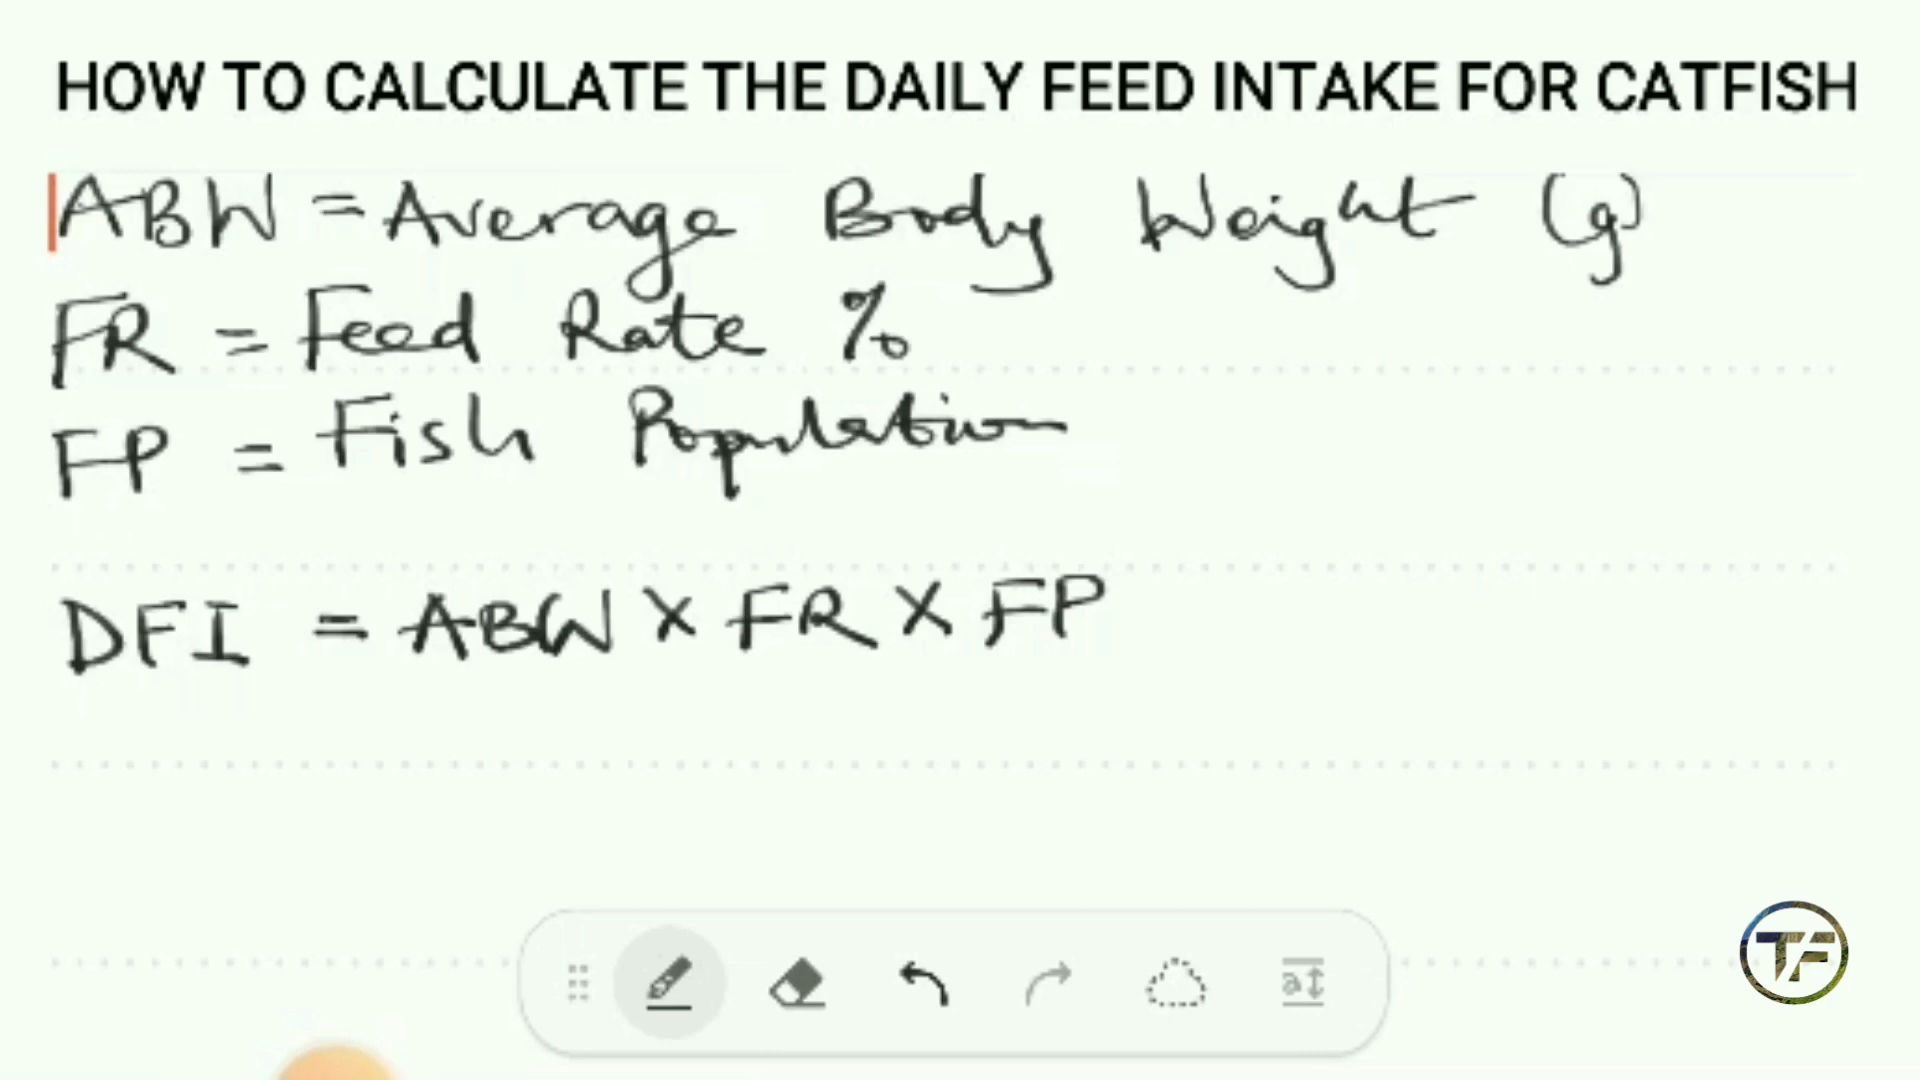 HOW TO CALCULATE THE DAILY FEED INTAKE FOR CATFISH
ABW = Average Body Weight (g)
FR = Feed Rate %
FP = Fish Population
DFI = ABW X FR X FP
a
TF